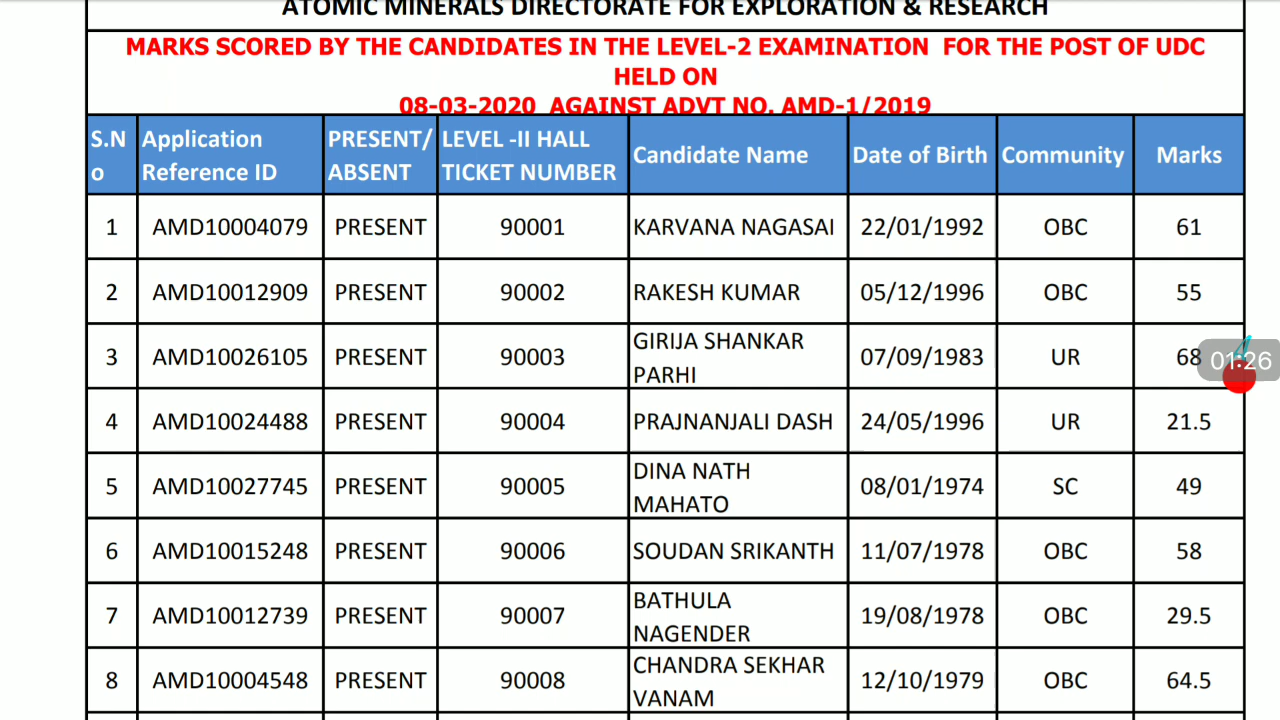 ATOMIC MINERALS DIRECTORATE FOR EXPLORATION & RESEARCH
MARKS SCORED BY THE CANDIDATES IN THE LEVEL-2 EXAMINATION FOR THE POST OF UDC
HELD ON
08-03-2020 AGAINST ADVT NO. AMD-1/2019
S.N
o
Application
Reference ID
PRESENT/
ABSENT
LEVEL -II HALL
TICKET NUMBER
Candidate Name
Date of Birth
Community
Marks
1 AMD10004079 PRESENT 90001 KARVANA NAGASAI 22/01/1992 OBC 61
2 AMD10012909 PRESENT 90002 RAKESH KUMAR 05/12/1996 OBC 55
3 AMD10026105 PRESENT 90003 GIRIJA SHANKAR
PARHI 07/09/1983 UR 68
01:26
4 AMD10024488 PRESENT 90004 PRAJNANJALI DASH 24/05/1996 UR 21.5
5 AMD10027745 PRESENT 90005 DINA NATH
MAHATO 08/01/1974 SC 49
6 AMD10015248 PRESENT 90006 SOUDAN SRIKANTH 11/07/1978 OBC 58
7 AMD10012739 PRESENT 90007 BATHULA
NAGENDER 19/08/1978 OBC 29.5
8 AMD10004548 PRESENT 90008 CHANDRA SEKHAR
VANAM 12/10/1979 OBC 64.5